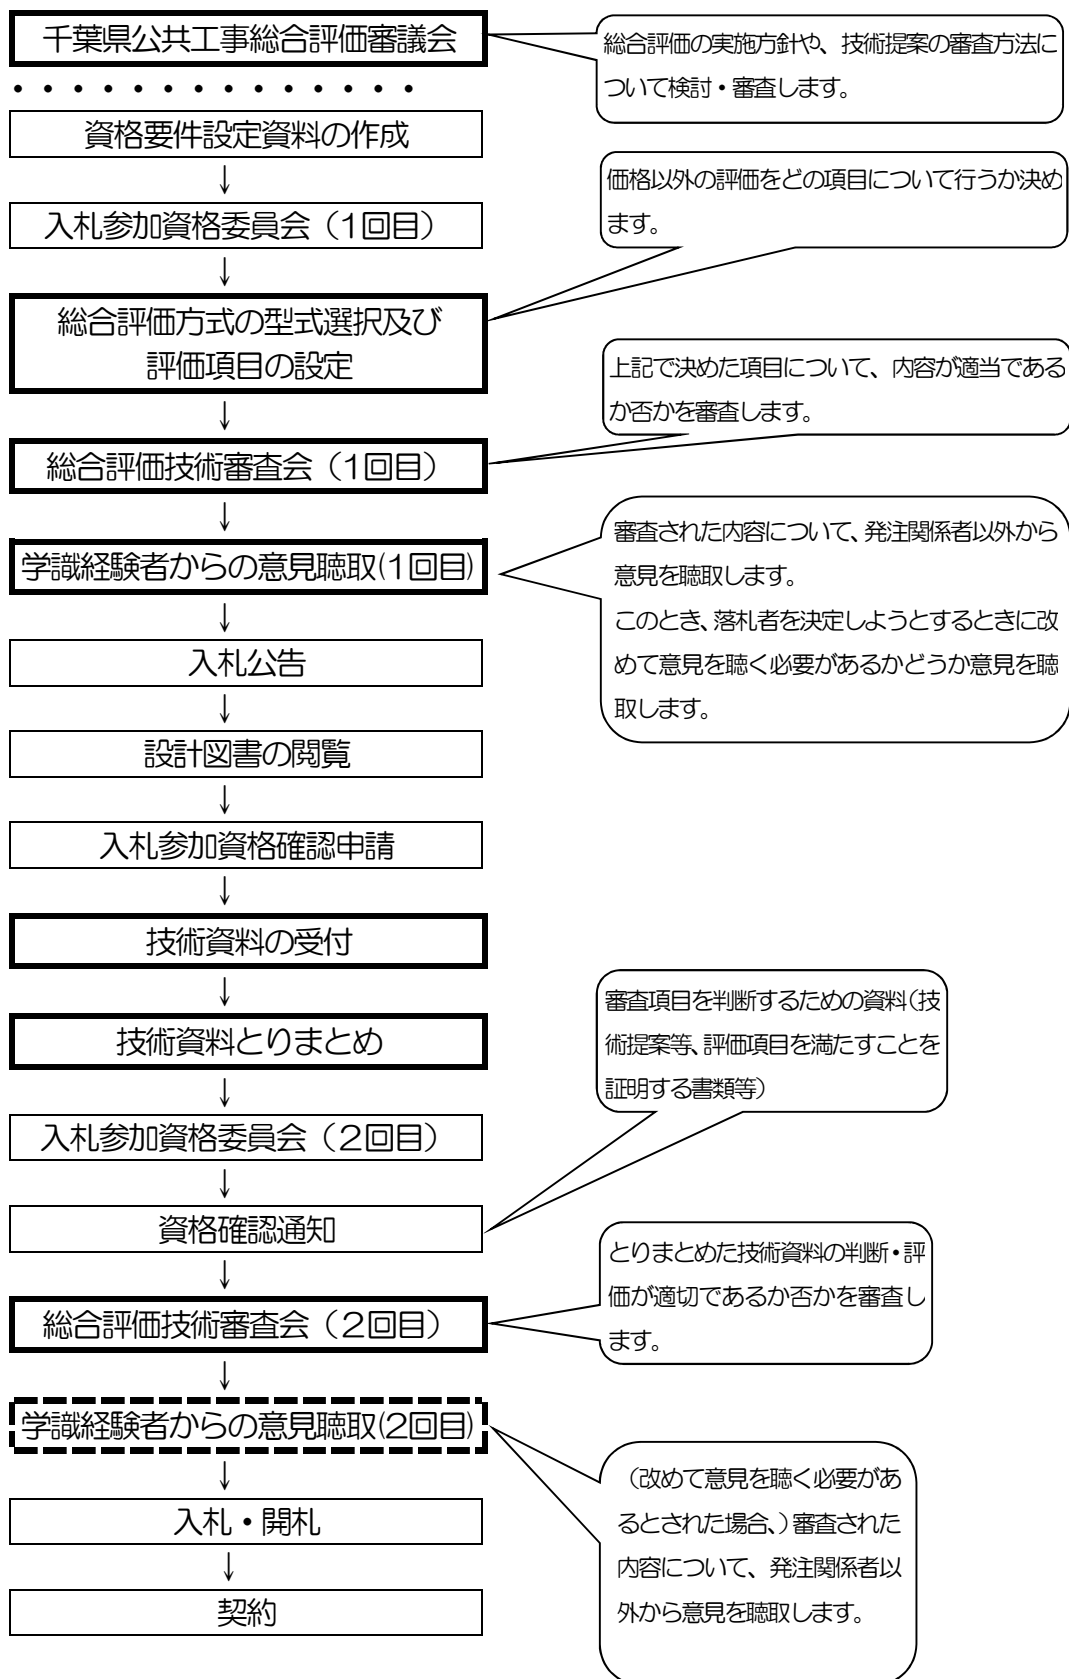 千葉県公共工事総合評価審議会
総合評価の実施方針や、技術提案の審査方法に
ついて検討・審査します。
・・・・・・・・・・・・・・
資格要件設定資料の作成
↓
入札参加資格委員会（1回目）
↓
価格以外の評価をどの項目について行うか決め
ます。
総合評価方式の型式選択及び
評価項目の設定
↓
上記で決めた項目について、内容が適当である
か否かを審査します。
総合評価技術審査会（1回目）
↓
学識経験者からの意見聴取(1回目)
審査された内容について、発注関係者以外から
意見を聴取します。
このとき、落札者を決定しようとするときに改
めて意見を聴く必要があるかどうか意見を聴
取します。
↓
入札公告
↓
設計図書の閲覧
↓
入札参加資格確認申請
↓
技術資料の受付
↓
技術資料とりまとめ
審査項目を判断するための資料（技
術提案等、評価項目を満たすことを
証明する書類等）
↓
入札参加資格委員会（2回目）
↓
資格確認通知
↓
総合評価技術審査会（2回目）
とりまとめた技術資料の判断・評
価が適切であるか否かを審査し
ます。
↓
学識経験者からの意見聴取(2回目)
（改めて意見を聴く必要があ
るとされた場合、）審査された
内容について、発注関係者以
外から意見を聴取します。
↓
入札・開札
↓
契約